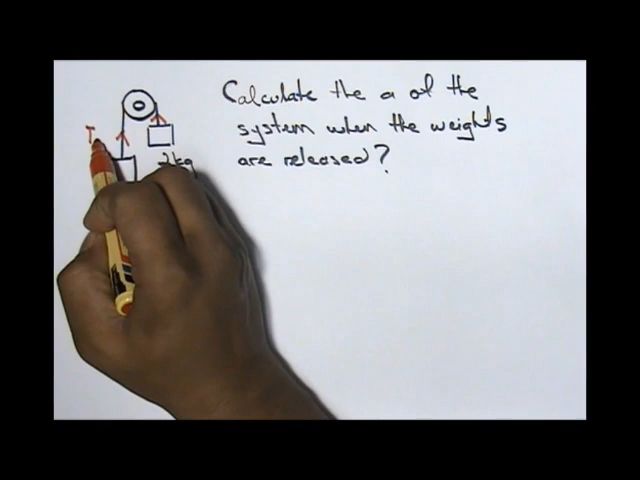 Calculate the a of the
system when the weights
are released?
T
2kg